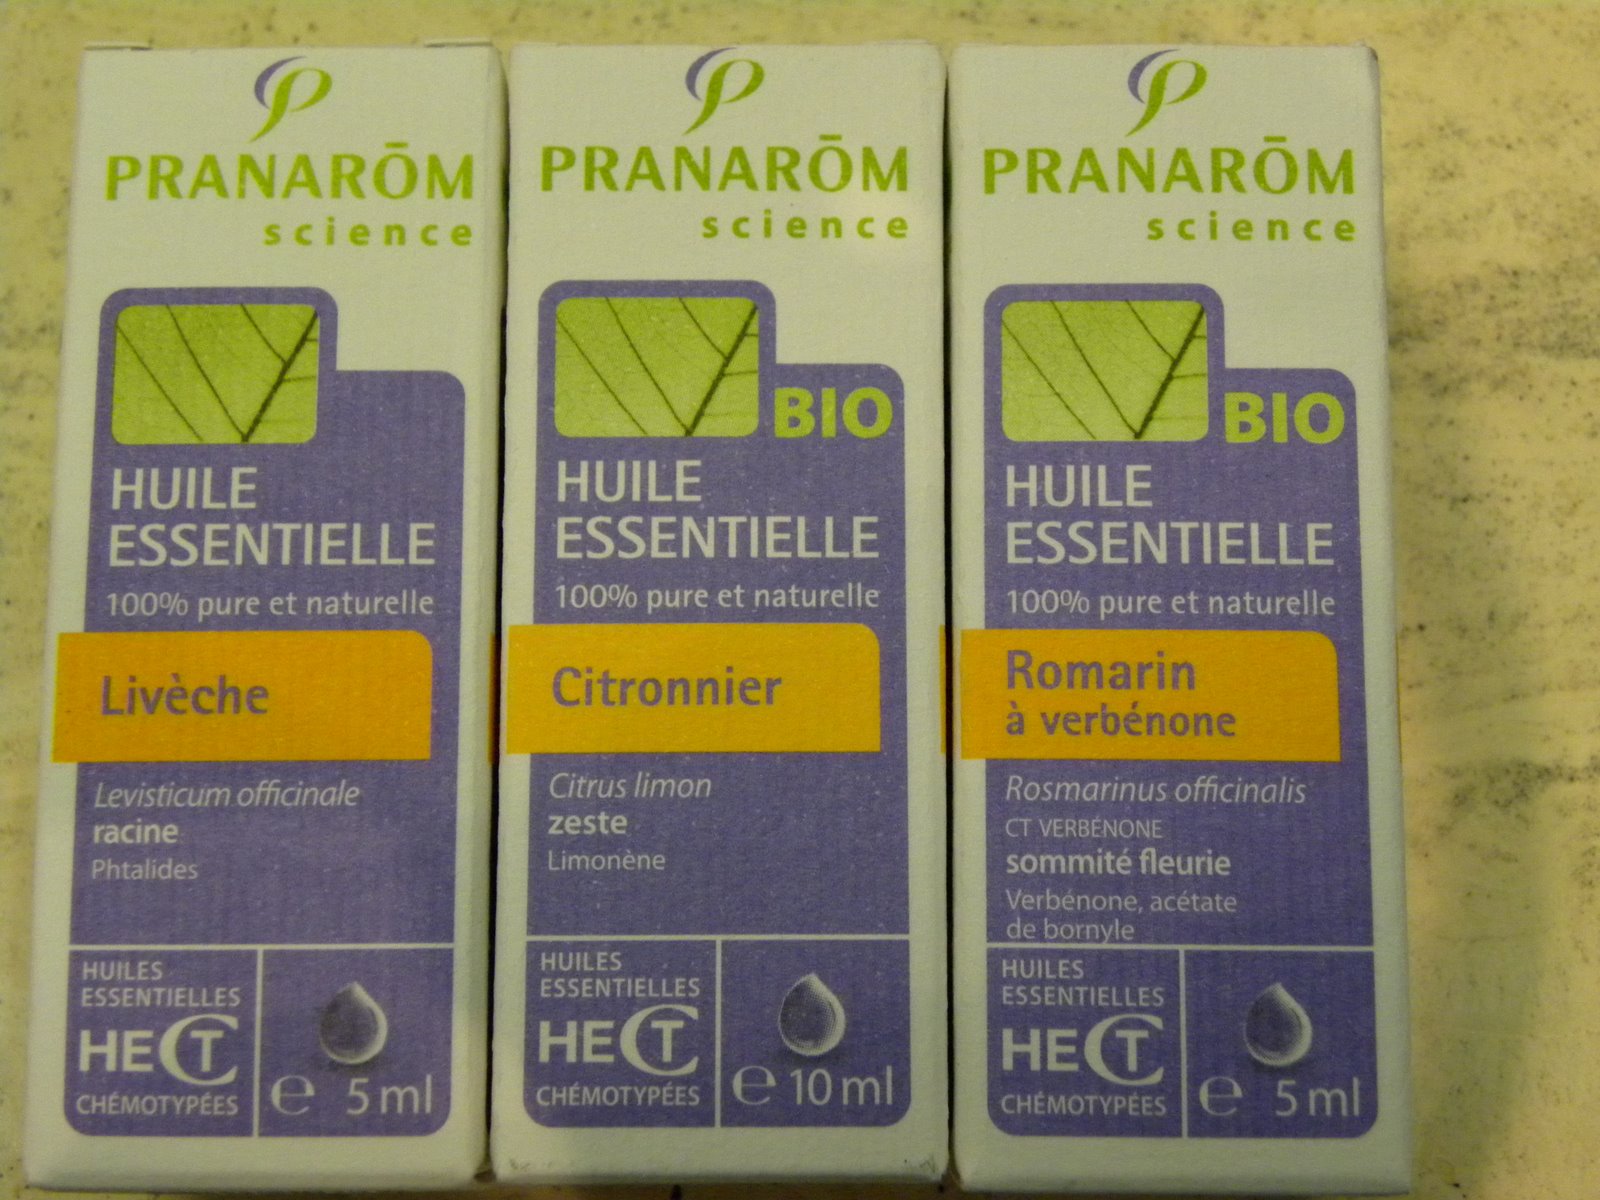 PRANARŌM
science
HUILE
ESSENTIELLE
100% pure et naturelle
Livèche
Levisticum officinale
racine
Phtalides
HUILES
ESSENTIELLES
HECT
CHÉMOTYPÉES
℮ 5 ml
PRANARŌM
science
BIO
HUILE
ESSENTIELLE
100% pure et naturelle
Citronnier
Citrus limon
zeste
Limonène
HUILES
ESSENTIELLES
HECT
CHÉMOTYPÉES
℮ 10 ml
PRANARŌM
science
BIO
HUILE
ESSENTIELLE
100% pure et naturelle
Romarin
à verbénone
Rosmarinus officinalis
CT VERBÉNONE
sommité fleurie
Verbénone, acétate
de bornyle
HUILES
ESSENTIELLES
HECT
CHÉMOTYPÉES
℮ 5 ml